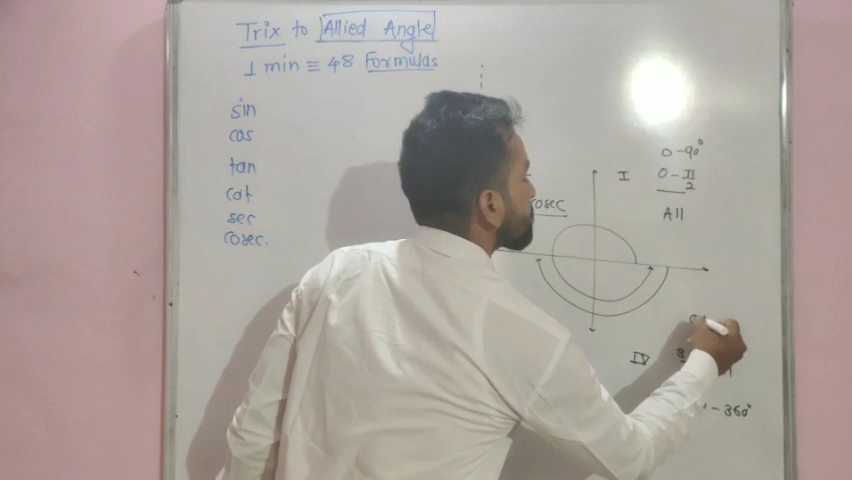 Trix to Allied Angle
1 min ≡ 48 Formulas
sin
cos
tan
cot
sec
cosec.
I
0-90°
0-π/2
All
cosec
IV
-360°